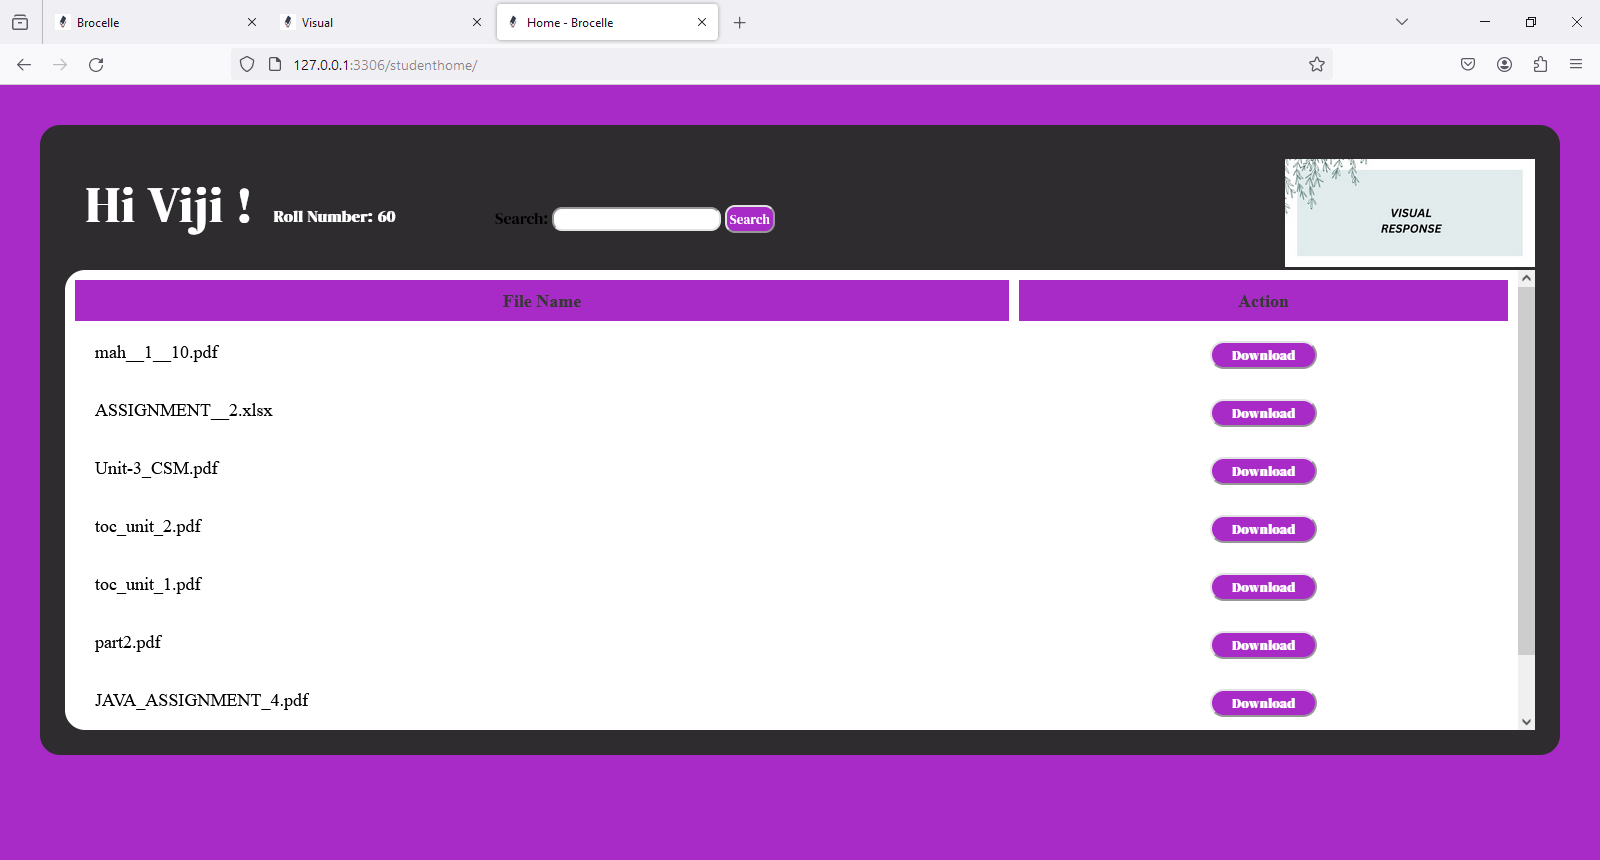 Brocelle
Visual
Home - Brocelle
127.0.0.1:3306/studenthome/
Hi Viji !
Roll Number: 60
Search:
Search
VISUAL
RESPONSE
File Name
Action
mah__1__10.pdf
Download
ASSIGNMENT__2.xlsx
Download
Unit-3_CSM.pdf
Download
toc_unit_2.pdf
Download
toc_unit_1.pdf
Download
part2.pdf
Download
JAVA_ASSIGNMENT_4.pdf
Download